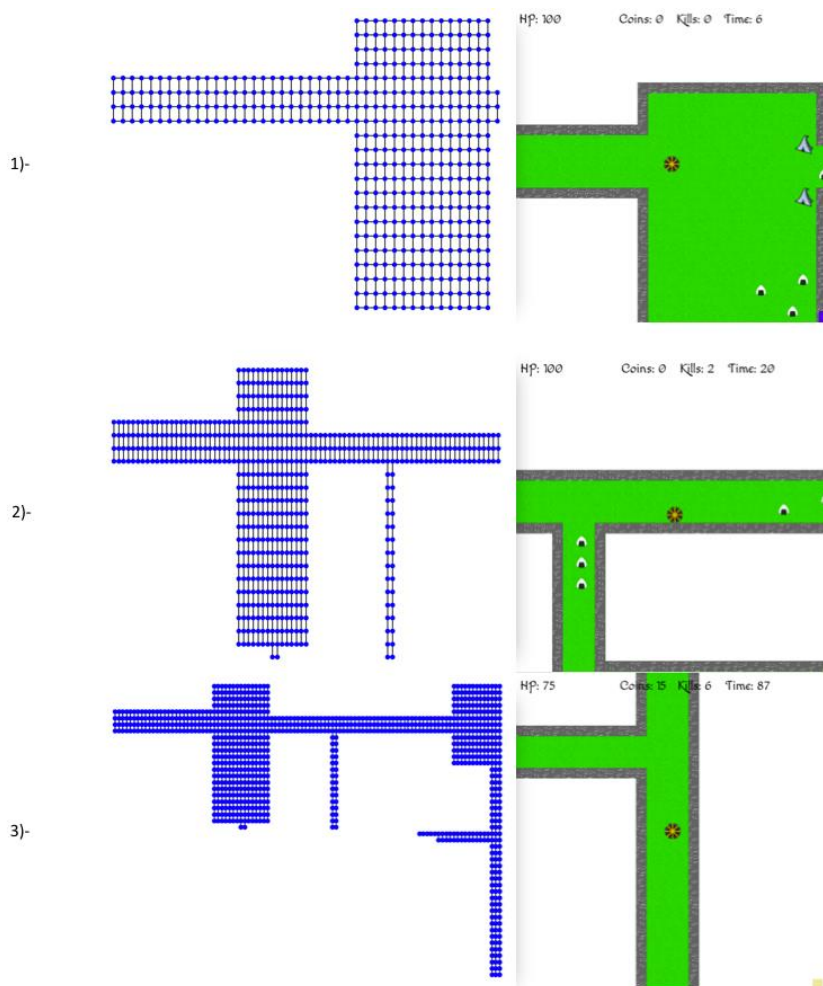 HP: 100 Coins: 0 Kills: 0 Time: 6
1)-
HP: 100 Coins: 0 Kills: 2 Time: 20
2)-
HP: 75 Coins: 15 Kills: 6 Time: 87
3)-